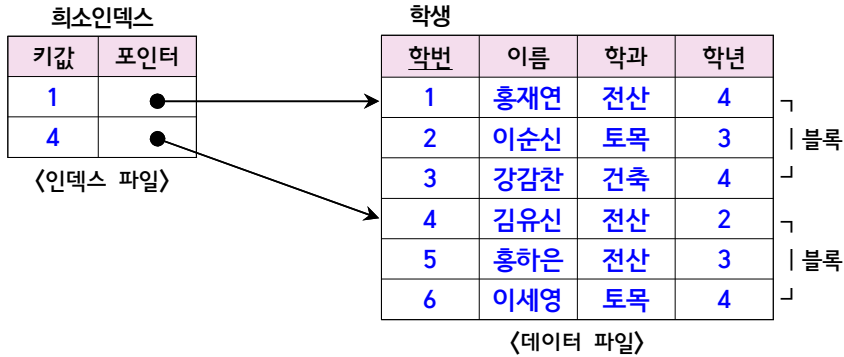 희소인덱스
키값 포인터
1
4
〈인덱스 파일〉
학생
학번 이름 학과 학년
1 홍재연 전산 4
2 이순신 토목 3
3 강감찬 건축 4
4 김유신 전산 2
5 홍하은 전산 3
6 이세영 토목 4
블록
블록
〈데이터 파일〉